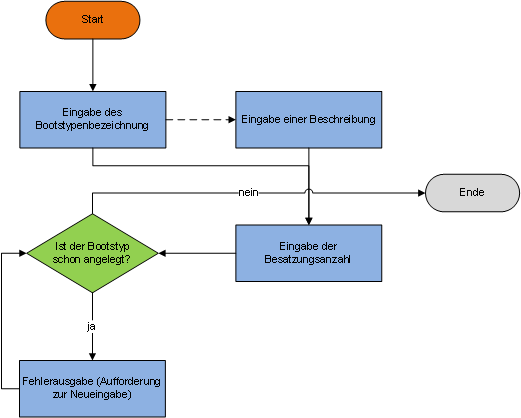 Start
Eingabe des
Bootstypenbezeichnung
Eingabe einer Beschreibung
nein
Ende
Ist der Bootstyp
schon angelegt?
Eingabe der
Besatzungsanzahl
ja
Fehlerausgabe (Aufforderung
zur Neueingabe)